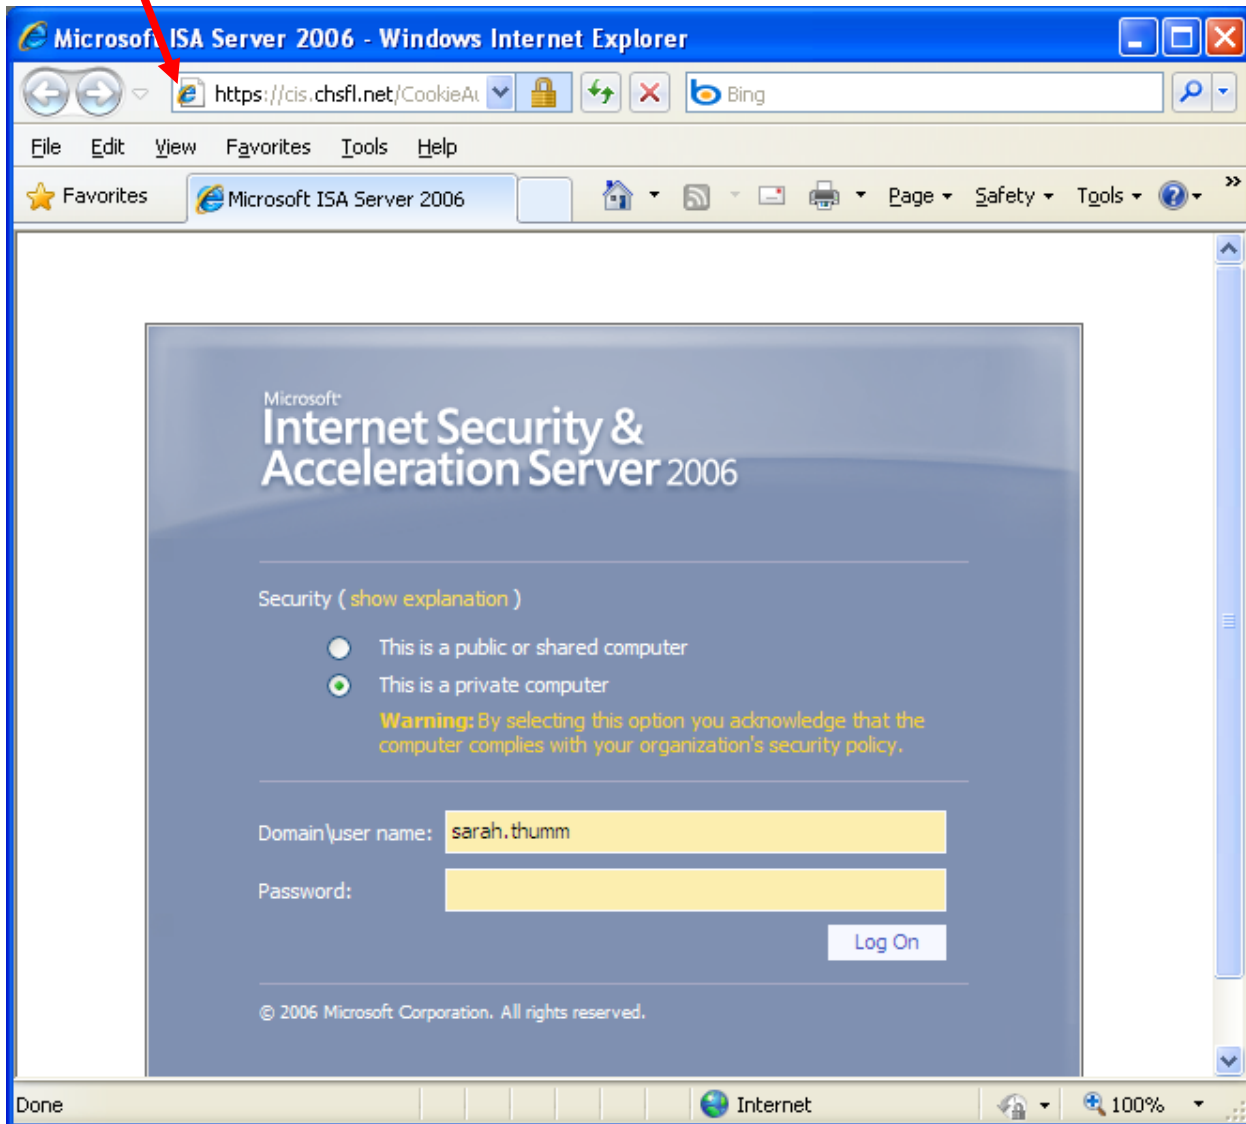 Microsoft ISA Server 2006 - Windows Internet Explorer
https://cis.chsfl.net/CookieAu
Bing
File Edit View Favorites Tools Help
Favorites Microsoft ISA Server 2006 Page Safety Tools »
Microsoft
Internet Security &
Acceleration Server 2006
Security ( show explanation )
This is a public or shared computer
This is a private computer
Warning: By selecting this option you acknowledge that the
computer complies with your organization's security policy.
Domain\user name: sarah.thumm
Password:
Log On
© 2006 Microsoft Corporation. All rights reserved.
Done Internet 100%